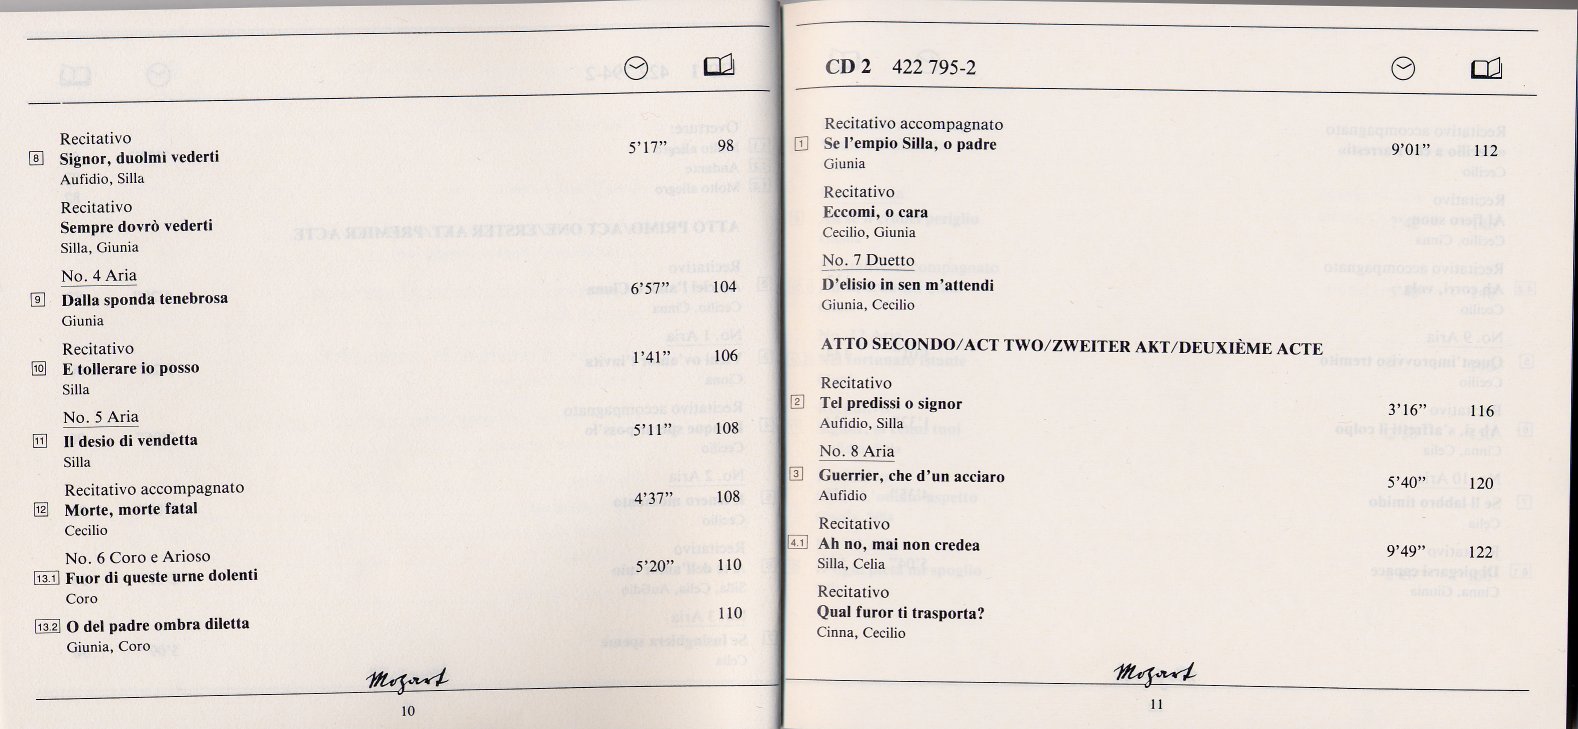 Recitativo
8 Signor, duolmi vederti 5'17” 98
Aufidio, Silla
Recitativo
Sempre dovrò vederti
Silla, Giunia
No. 4 Aria
9 Dalla sponda tenebrosa 6'57” 104
Giunia
Recitativo
10 E tollerare io posso 1'41” 106
Silla
No. 5 Aria
11 Il desio di vendetta 5'11” 108
Silla
Recitativo accompagnato
12 Morte, morte fatal 4'37” 108
Cecilio
No. 6 Coro e Arioso
13.1 Fuor di queste urne dolenti 5'20” 110
Coro
13.2 O del padre ombra diletta 110
Giunia, Coro
Mozart
10
CD 2 422 795-2
Recitativo accompagnato
1 Se l'empio Silla, o padre 9'01” 112
Giunia
Recitativo
Eccomi, o cara
Cecilio, Giunia
No. 7 Duetto
D'elisio in sen m'attendi
Giunia, Cecilio
ATTO SECONDO/ACT TWO/ZWEITER AKT/DEUXIÈME ACTE
Recitativo
2 Tel predissi o signor 3'16” 116
Aufidio, Silla
No. 8 Aria
3 Guerrier, che d'un acciaro 5'40” 120
Aufidio
Recitativo
4.1 Ah no, mai non credea 9'49” 122
Silla, Celia
Recitativo
Qual furor ti trasporta?
Cinna, Cecilio
Mozart
11